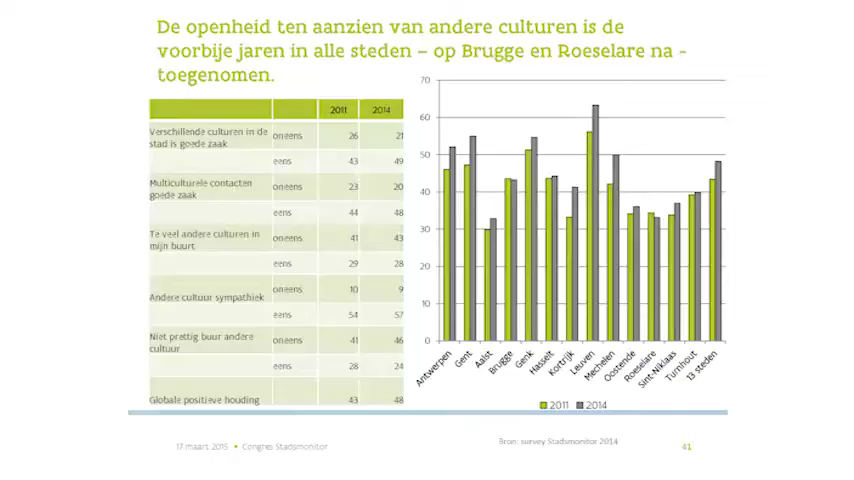 De openheid ten aanzien van andere culturen is de
voorbije jaren in alle steden – op Brugge en Roeselare na -
toegenomen.
2011 2014
Verschillende culturen in de
stad is goede zaak
oneens 26 21
eens 43 49
Multiculturele contacten
goede zaak
oneens 23 20
eens 44 48
Te veel andere culturen in
mijn buurt
oneens 41 43
eens 29 28
Andere cultuur sympathiek
oneens 10 9
eens 54 57
Niet prettig buur andere
cultuur
oneens 41 46
eens 28 24
Globale positieve houding 43 48
70
60
50
40
30
20
10
0
Antwerpen
Gent
Aalst
Brugge
Genk
Hasselt
Kortrijk
Leuven
Mechelen
Oostende
Roeselare
Sint-Niklaas
Turnhout
13 steden
2011 2014
17 maart 2015 • Congres Stadsmonitor
Bron: survey Stadsmonitor 2014
41